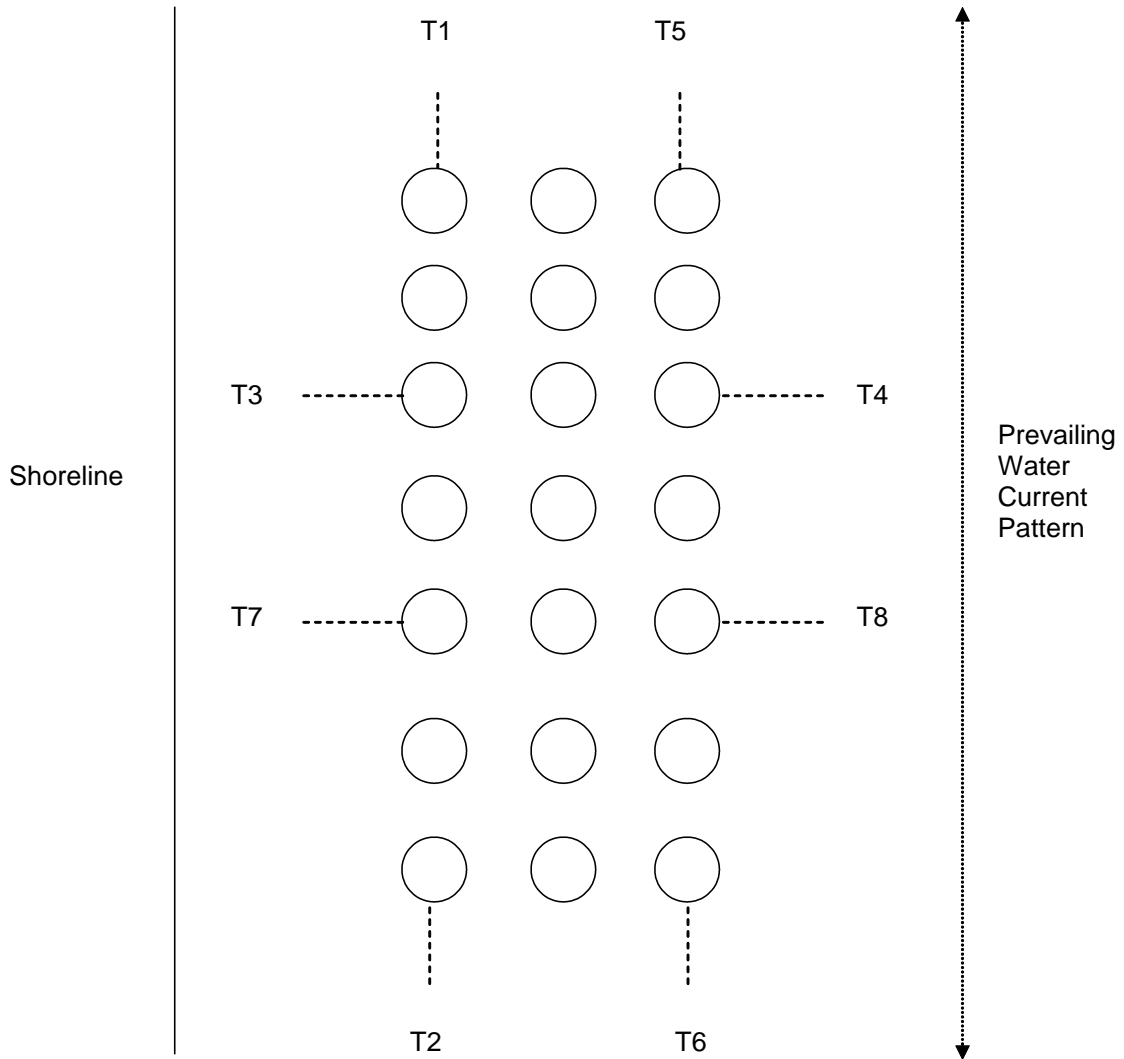 T1
T5
T3
T4
Shoreline
Prevailing
Water
Current
Pattern
T7
T8
T2
T6